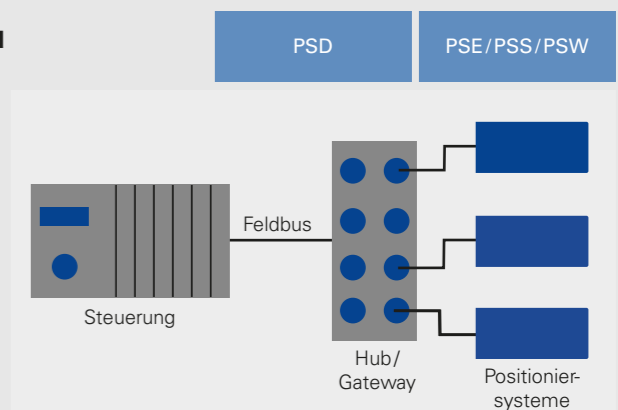 PSD
PSE/PSS/PSW
Feldbus
Steuerung
Hub/
Gateway
Positionier-
systeme